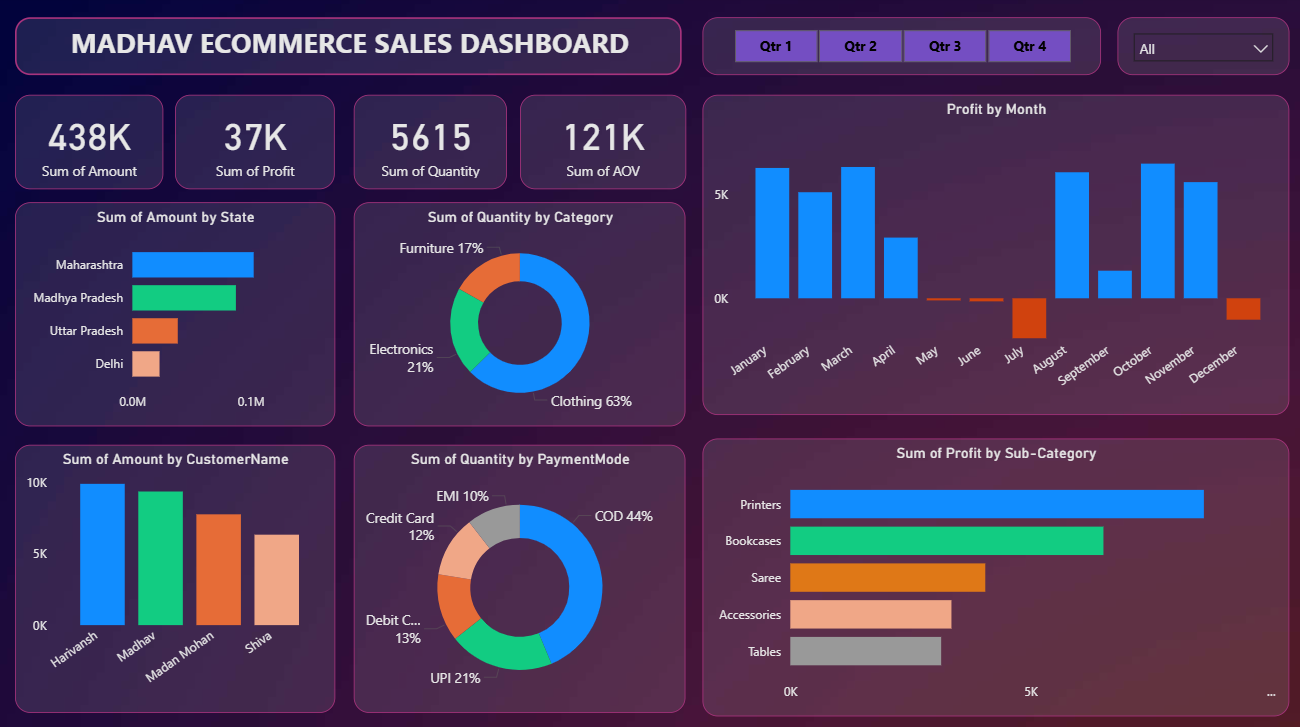 MADHAV ECOMMERCE SALES DASHBOARD
Qtr 1
Qtr 2
Qtr 3
Qtr 4
All
438K
Sum of Amount
37K
Sum of Profit
5615
Sum of Quantity
121K
Sum of AOV
Sum of Amount by State
Maharashtra
Madhya Pradesh
Uttar Pradesh
Delhi
0.0M
0.1M
Sum of Quantity by Category
Furniture 17%
Electronics
21%
Clothing 63%
Profit by Month
5K
0K
January
February
March
April
May
June
July
August
September
October
November
December
Sum of Amount by CustomerName
10K
5K
0K
Harivansh
Madhav
Madan Mohan
Shiva
Sum of Quantity by PaymentMode
EMI 10%
COD 44%
Credit Card
12%
Debit C...
13%
UPI 21%
Sum of Profit by Sub-Category
Printers
Bookcases
Saree
Accessories
Tables
0K
5K
...